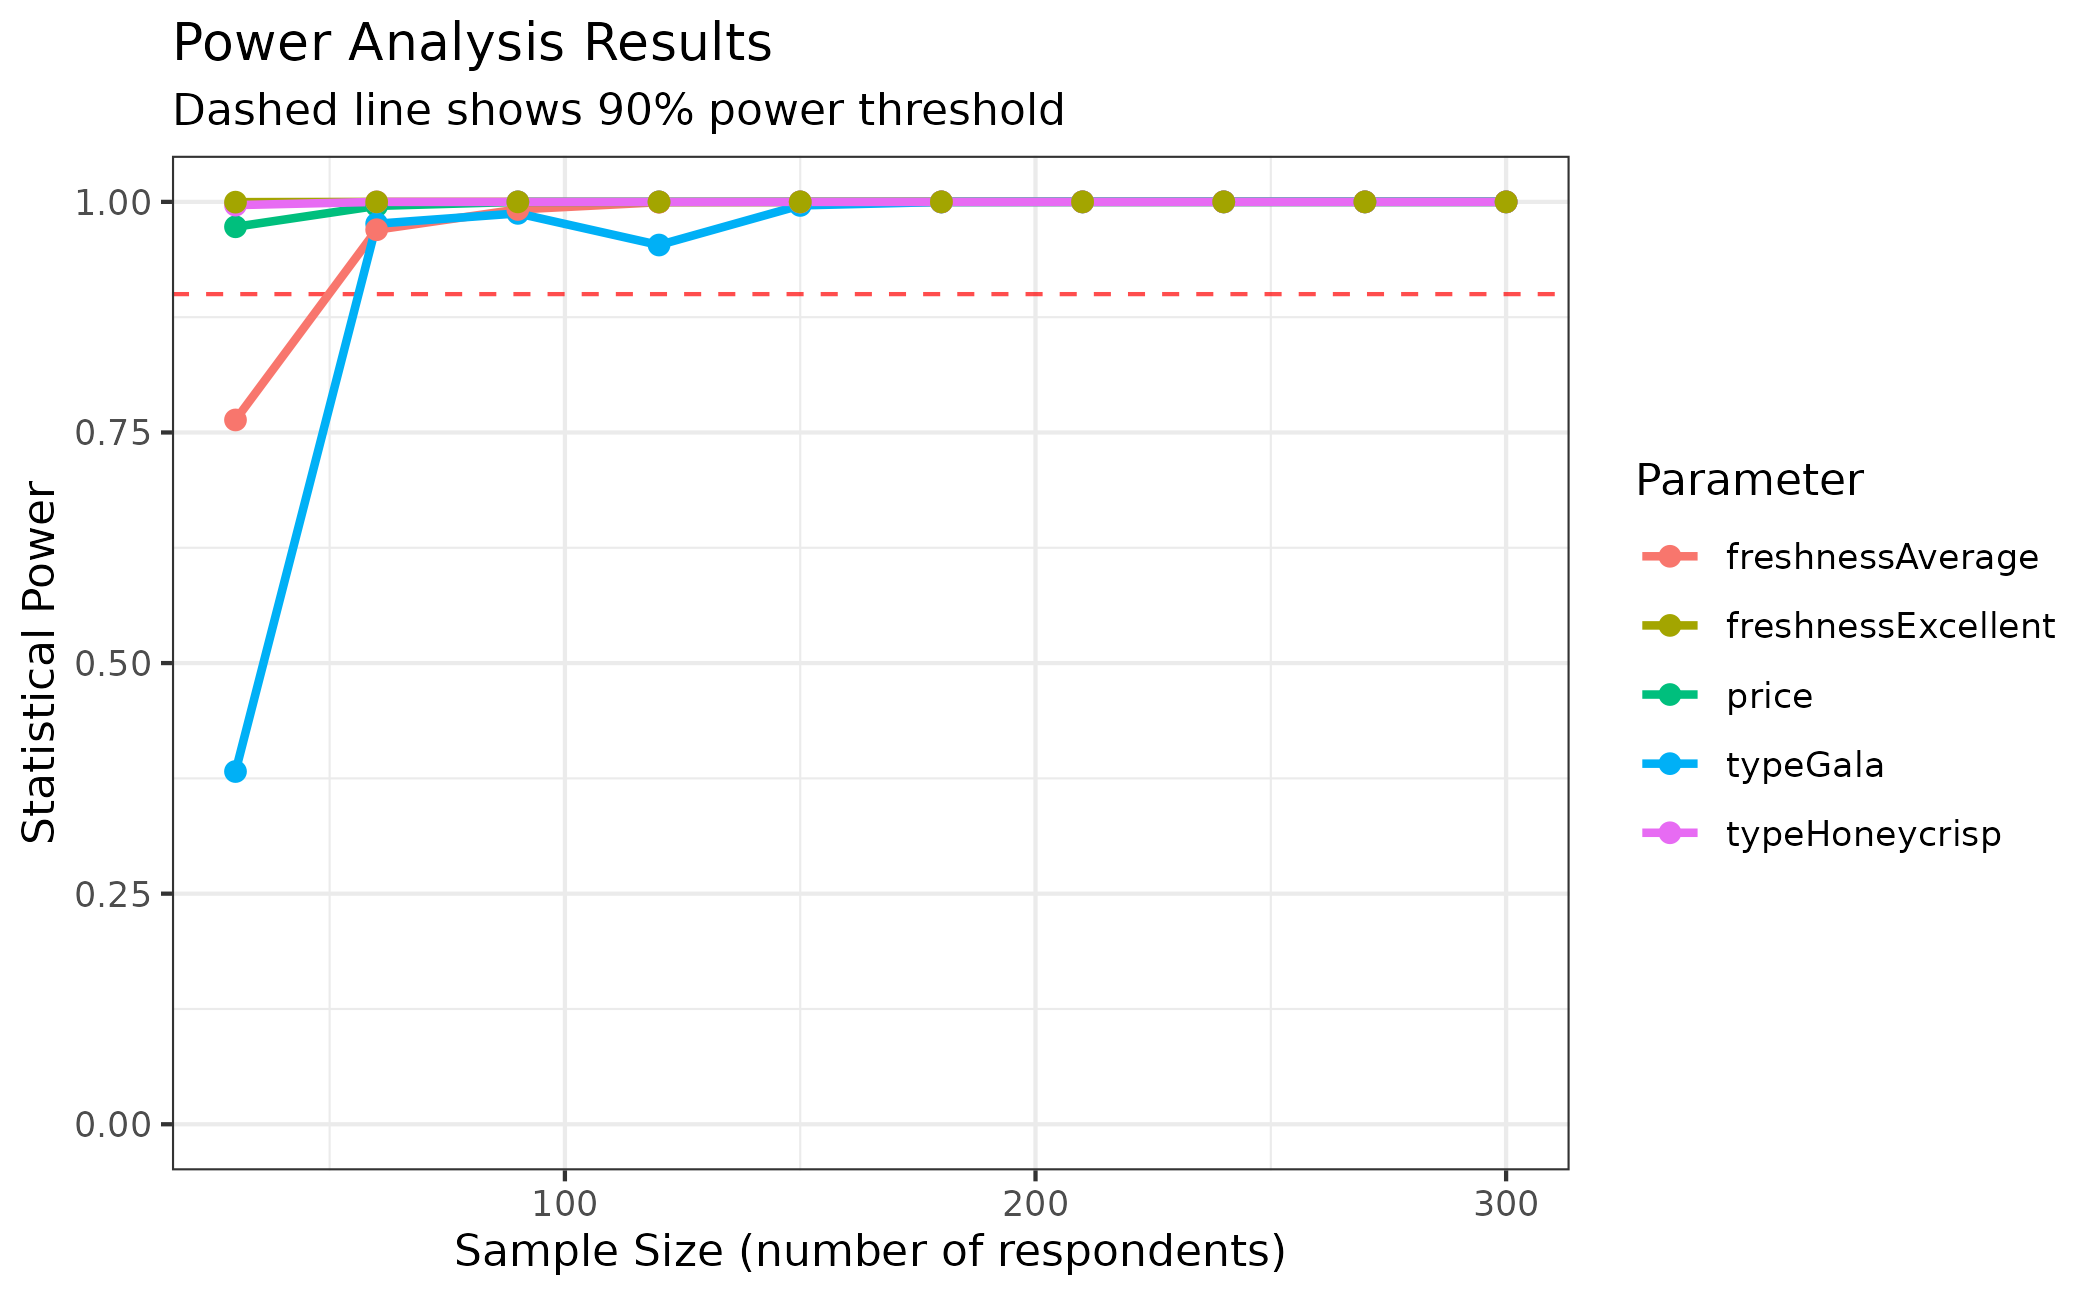 Power Analysis Results
Dashed line shows 90% power threshold
Statistical Power
1.00
0.75
0.50
0.25
0.00
100
200
300
Sample Size (number of respondents)
Parameter
freshnessAverage
freshnessExcellent
price
typeGala
typeHoneycrisp